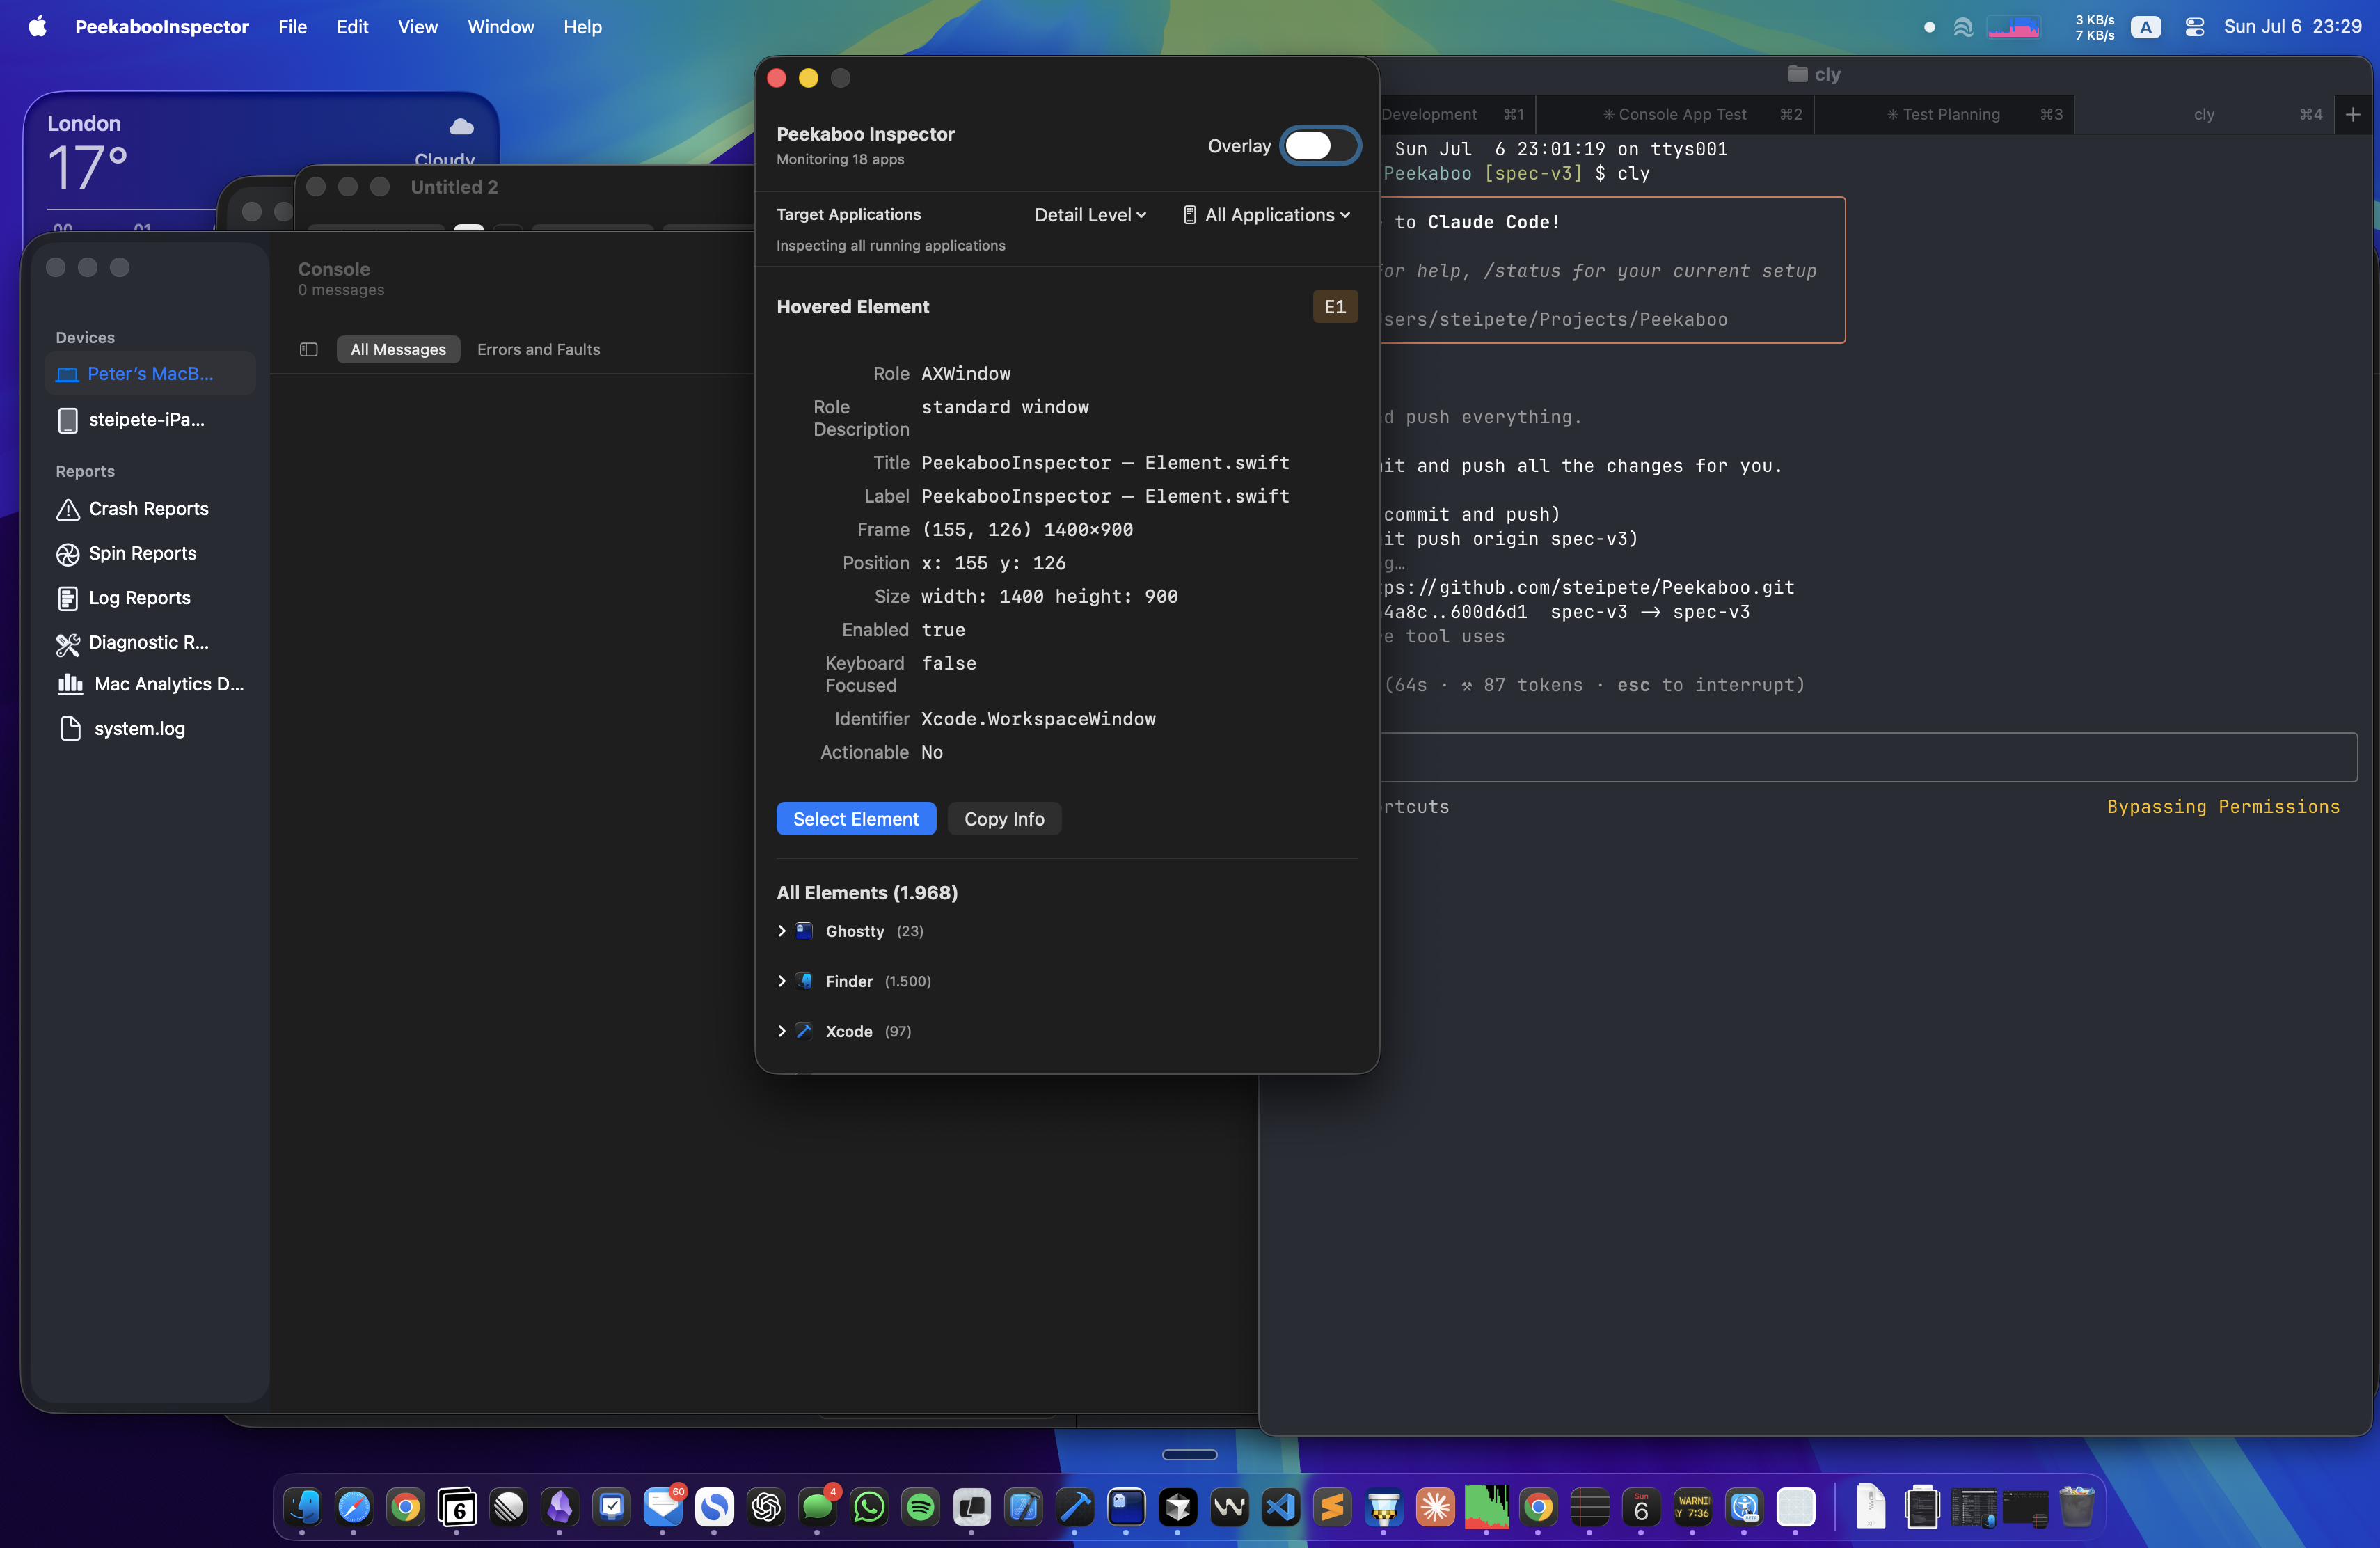 PeekabooInspector File Edit View Window Help
3 KB/s
7 KB/s
A
Sun Jul 6 23:29
London
17°
Cloudy
00 01
Untitled 2
Console
0 messages
All Messages Errors and Faults
Devices
Peter's MacB...
steipete-iPa...
Reports
Crash Reports
Spin Reports
Log Reports
Diagnostic R...
Mac Analytics D...
system.log
Peekaboo Inspector
Monitoring 18 apps
Overlay
Target Applications
Detail Level
All Applications
Inspecting all running applications
Hovered Element
E1
Role AXWindow
Role Description standard window
Title PeekabooInspector — Element.swift
Label PeekabooInspector — Element.swift
Frame (155, 126) 1400×900
Position x: 155 y: 126
Size width: 1400 height: 900
Enabled true
Keyboard Focused false
Identifier Xcode.WorkspaceWindow
Actionable No
Select Element
Copy Info
All Elements (1.968)
Ghostty (23)
Finder (1.500)
Xcode (97)
cly
Development ⌘1
✳ Console App Test ⌘2
✳ Test Planning ⌘3
cly ⌘4
Sun Jul 6 23:01:19 on ttys001
Peekaboo [spec-v3] $ cly
to Claude Code!
or help, /status for your current setup
sers/steipete/Projects/Peekaboo
d push everything.
it and push all the changes for you.
commit and push)
it push origin spec-v3)
g…
ps://github.com/steipete/Peekaboo.git
4a8c..600d6d1 spec-v3 -> spec-v3
e tool uses
(64s · ⚒ 87 tokens · esc to interrupt)
rtcuts
Bypassing Permissions
6
60
4
Sun
6
WARNI
Y 7:36